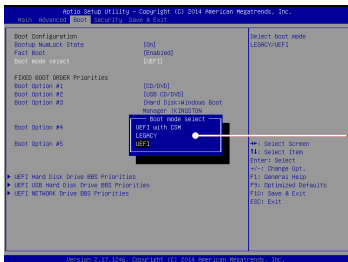 Aptio Setup Utility - Copyright (C) 2014 American Megatrends, Inc.
Main Advanced Boot Security Save & Exit
Boot Configuration
Bootup NumLock State [On]
Fast Boot [Enabled]
Boot mode select [UEFI]
FIXED BOOT ORDER Priorities
Boot Option #1 [CD/DVD]
Boot Option #2 [USB CD/DVD]
Boot Option #3 [Hard Disk:Windows Boot
Manager (KINGSTON
Boot Option #4
Boot Option #5
Boot mode select
UEFI with CSM
LEGACY
UEFI
UEFI Hard Disk Drive BBS Priorities
UEFI USB Hard Disk Drive BBS Priorities
UEFI NETWORK Drive BBS Priorities
Select boot mode
LEGACY/UEFI
↔: Select Screen
↑↓: Select Item
Enter: Select
+/-: Change Opt.
F1: General Help
F9: Optimized Defaults
F10: Save & Exit
ESC: Exit
Version 2.17.1246. Copyright (C) 2014 American Megatrends, Inc.